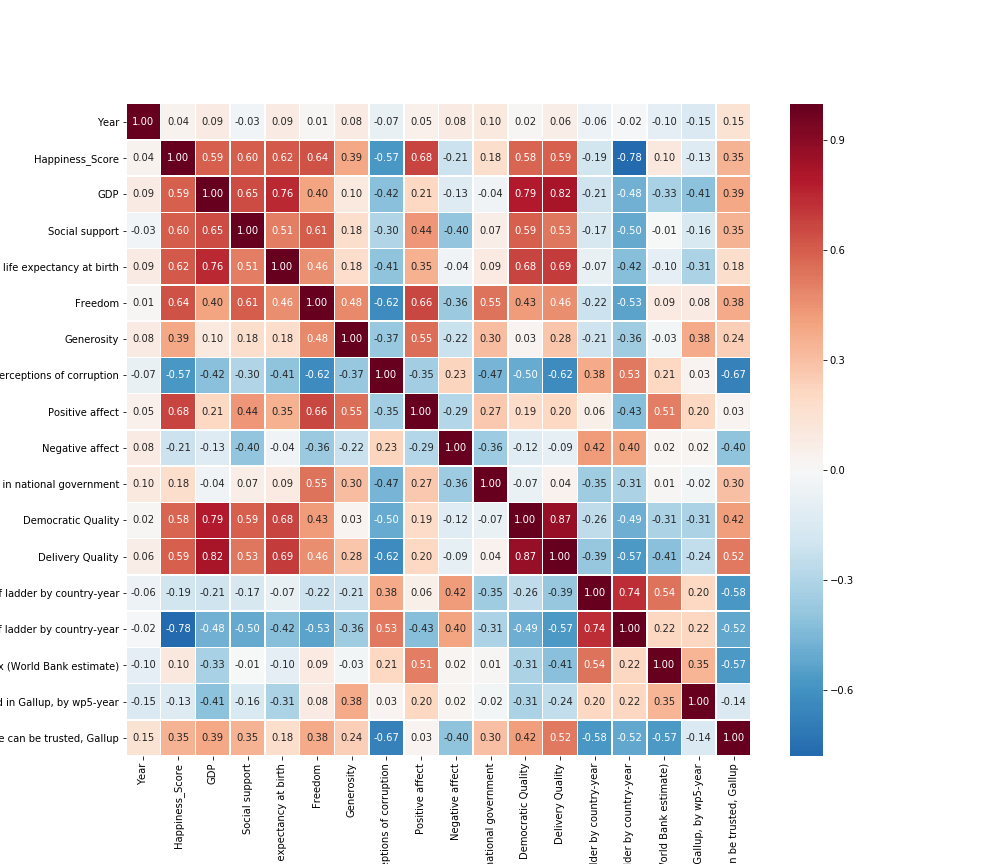 Year 1.00 0.04 0.09 -0.03 0.09 0.01 0.08 -0.07 0.05 0.08 0.10 0.02 0.06 -0.06 -0.02 -0.10 -0.15 0.15
Happiness_Score 0.04 1.00 0.59 0.60 0.62 0.64 0.39 -0.57 0.68 -0.21 0.18 0.58 0.59 -0.19 -0.78 0.10 -0.13 0.35
GDP 0.09 0.59 1.00 0.65 0.76 0.40 0.10 -0.42 0.21 -0.13 -0.04 0.79 0.82 -0.21 -0.48 -0.33 -0.41 0.39
Social support -0.03 0.60 0.65 1.00 0.51 0.61 0.18 -0.30 0.44 -0.40 0.07 0.59 0.53 -0.17 -0.50 -0.01 -0.16 0.35
life expectancy at birth 0.09 0.62 0.76 0.51 1.00 0.46 0.18 -0.41 0.35 -0.04 0.09 0.68 0.69 -0.07 -0.42 -0.10 -0.31 0.18
Freedom 0.01 0.64 0.40 0.61 0.46 1.00 0.48 -0.62 0.66 -0.36 0.55 0.43 0.46 -0.22 -0.53 0.09 0.08 0.38
Generosity 0.08 0.39 0.10 0.18 0.18 0.48 1.00 -0.37 0.55 -0.22 0.30 0.03 0.28 -0.21 -0.36 -0.03 0.38 0.24
erceptions of corruption -0.07 -0.57 -0.42 -0.30 -0.41 -0.62 -0.37 1.00 -0.35 0.23 -0.47 -0.50 -0.62 0.38 0.53 0.21 0.03 -0.67
Positive affect 0.05 0.68 0.21 0.44 0.35 0.66 0.55 -0.35 1.00 -0.29 0.27 0.19 0.20 0.06 -0.43 0.51 0.20 0.03
Negative affect 0.08 -0.21 -0.13 -0.40 -0.04 -0.36 -0.22 0.23 -0.29 1.00 -0.36 -0.12 -0.09 0.42 0.40 0.02 0.02 -0.40
in national government 0.10 0.18 -0.04 0.07 0.09 0.55 0.30 -0.47 0.27 -0.36 1.00 -0.07 0.04 -0.35 -0.31 0.01 -0.02 0.30
Democratic Quality 0.02 0.58 0.79 0.59 0.68 0.43 0.03 -0.50 0.19 -0.12 -0.07 1.00 0.87 -0.26 -0.49 -0.31 -0.31 0.42
Delivery Quality 0.06 0.59 0.82 0.53 0.69 0.46 0.28 -0.62 0.20 -0.09 0.04 0.87 1.00 -0.39 -0.57 -0.41 -0.24 0.52
f ladder by country-year -0.06 -0.19 -0.21 -0.17 -0.07 -0.22 -0.21 0.38 0.06 0.42 -0.35 -0.26 -0.39 1.00 0.74 0.54 0.20 -0.58
f ladder by country-year -0.02 -0.78 -0.48 -0.50 -0.42 -0.53 -0.36 0.53 -0.43 0.40 -0.31 -0.49 -0.57 0.74 1.00 0.22 0.22 -0.52
x (World Bank estimate) -0.10 0.10 -0.33 -0.01 -0.10 0.09 -0.03 0.21 0.51 0.02 0.01 -0.31 -0.41 0.54 0.22 1.00 0.35 -0.57
d in Gallup, by wp5-year -0.15 -0.13 -0.41 -0.16 -0.31 0.08 0.38 0.03 0.20 0.02 -0.02 -0.31 -0.24 0.20 0.22 0.35 1.00 -0.14
e can be trusted, Gallup 0.15 0.35 0.39 0.35 0.18 0.38 0.24 -0.67 0.03 -0.40 0.30 0.42 0.52 -0.58 -0.52 -0.57 -0.14 1.00
Year
Happiness_Score
GDP
Social support
expectancy at birth
Freedom
Generosity
ptions of corruption
Positive affect
Negative affect
national government
Democratic Quality
Delivery Quality
dder by country-year
dder by country-year
orld Bank estimate)
Gallup, by wp5-year
n be trusted, Gallup
0.9
0.6
0.3
0.0
−0.3
−0.6